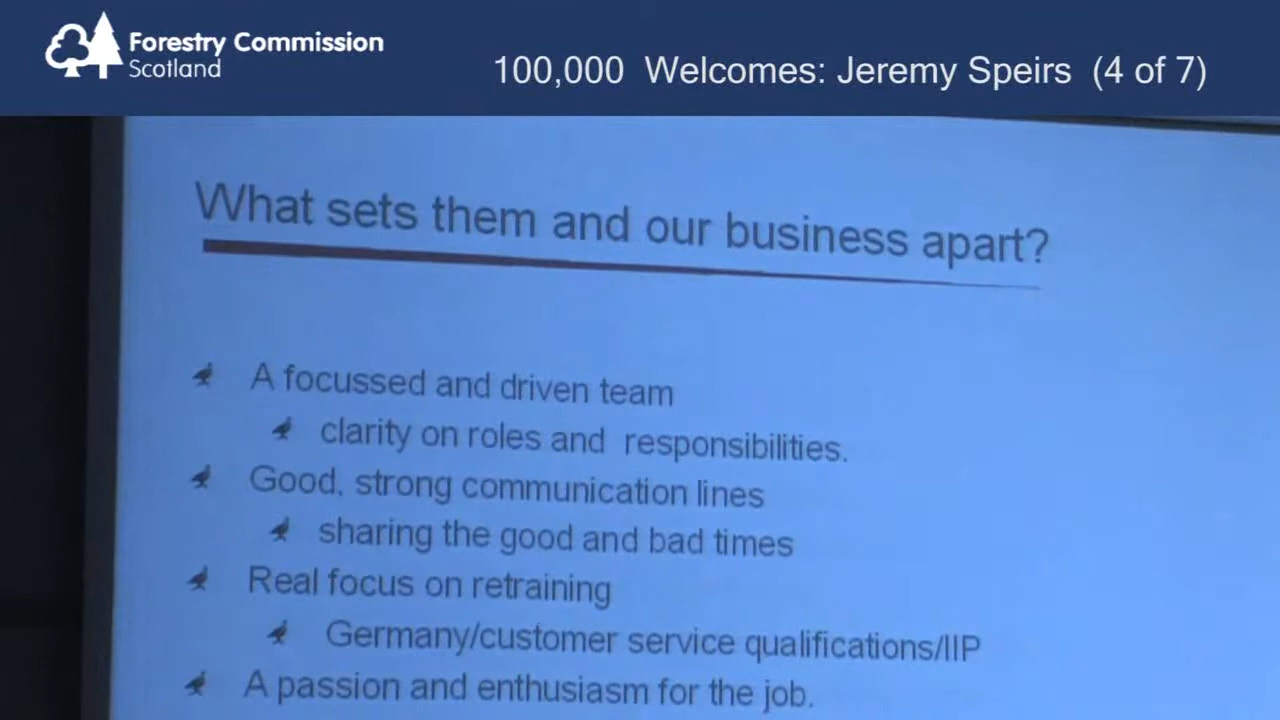 Forestry Commission
Scotland
100,000 Welcomes: Jeremy Speirs (4 of 7)
What sets them and our business apart?
A focussed and driven team
clarity on roles and responsibilities.
Good, strong communication lines
sharing the good and bad times
Real focus on retraining
Germany/customer service qualifications/IIP
A passion and enthusiasm for the job.